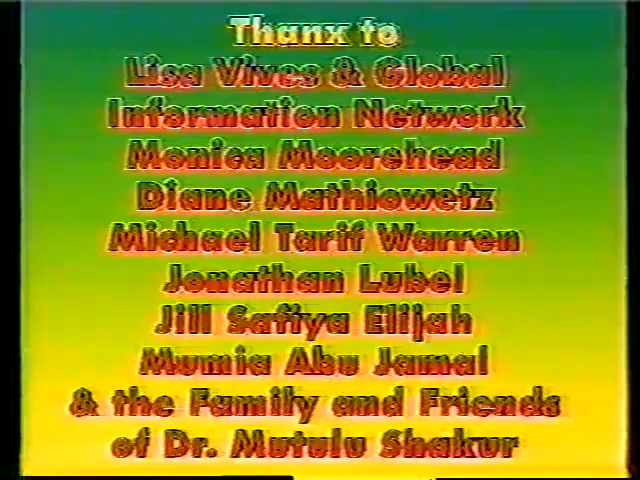 Thanx to
Lisa Vives & Global
Information Network
Monica Moorehead
Diane Mathiowetz
Michael Tarif Warren
Jonathan Lubel
Jill Saffya Elijah
Mumia Abu Jamal
& the Family and Friends
of Dr. Mutulu Shakur